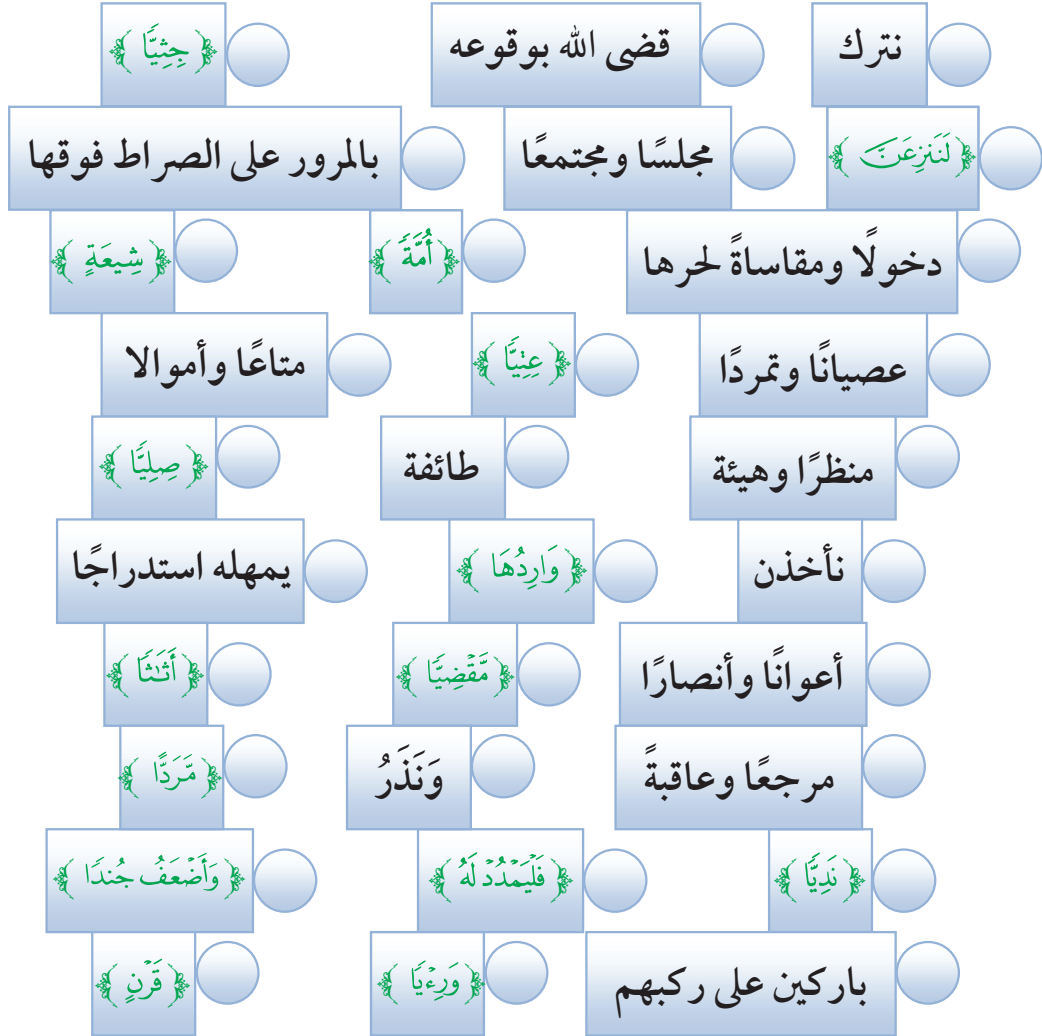 نترك قضى الله بوقوعه ﴿ جِثِيًّا ﴾
﴿ لَنَنزِعَنَّ ﴾ مجلسًا ومجتمعًا بالمرور على الصراط فوقها
دخولًا ومقاساةً لحرها ﴿ أُمَّةٍ ﴾ ﴿ شِيعَةٍ ﴾
عصيانًا وتمردًا ﴿ عِتِيًّا ﴾ متاعًا وأموالا
منظرًا وهيئة طائفة ﴿ صِلِيًّا ﴾
نأخذن ﴿ وَارِدُهَا ﴾ يمهله استدراجًا
أعوانًا وأنصارًا ﴿ مَّقْضِيًّا ﴾ ﴿ أَثَٰثًا ﴾
مرجعًا وعاقبةً وَنَذَرُ ﴿ مَّرَدًّا ﴾
﴿ نَدِيًّا ﴾ ﴿ فَلْيَمْدُدْ لَهُ ﴾ ﴿ وَأَضْعَفُ جُندًا ﴾
باركين على ركبهم ﴿ وَرِءْيًا ﴾ ﴿ قَرْنٍ ﴾